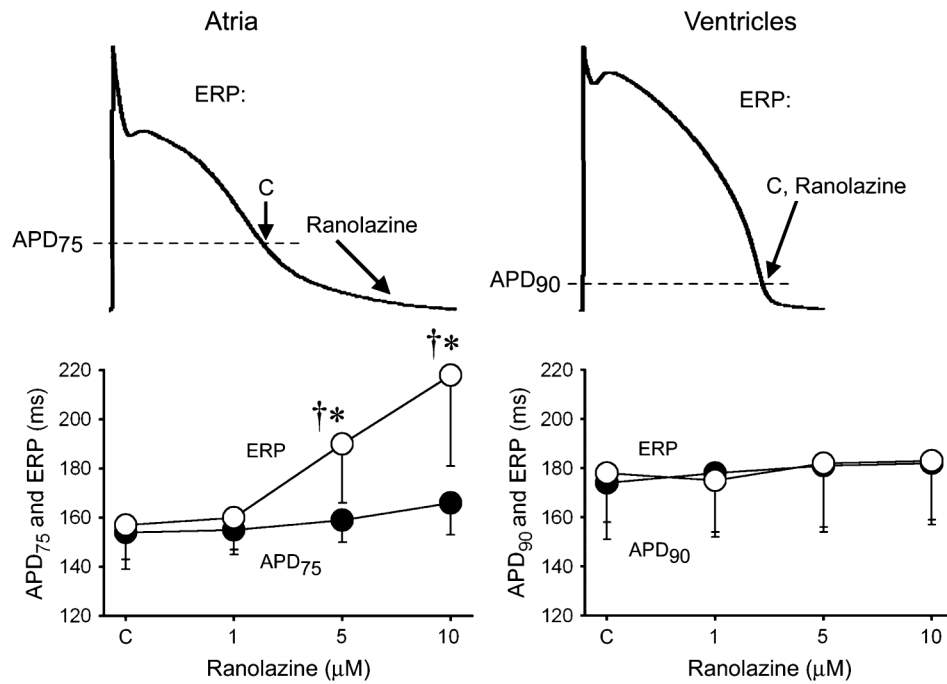 Atria
ERP:
C
Ranolazine
APD75
Ventricles
ERP:
C, Ranolazine
APD90
APD75 and ERP (ms)
220
200
180
160
140
120
†*
†*
ERP
APD75
C
1
5
10
Ranolazine (μM)
APD90 and ERP (ms)
220
200
180
160
140
120
ERP
APD90
C
1
5
10
Ranolazine (μM)